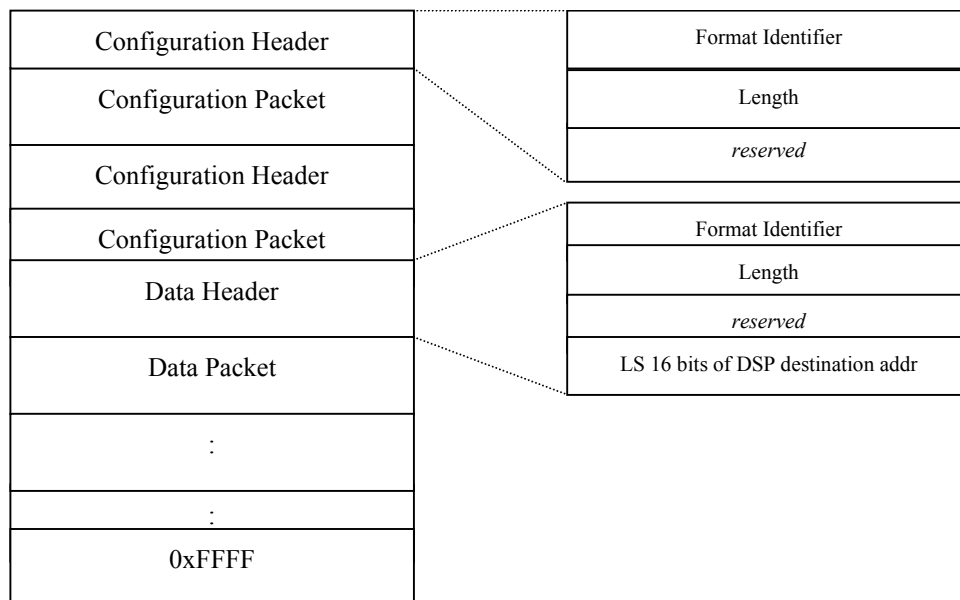 Configuration Header
Configuration Packet
Configuration Header
Configuration Packet
Data Header
Data Packet
:
:
0xFFFF
Format Identifier
Length
reserved
Format Identifier
Length
reserved
LS 16 bits of DSP destination addr